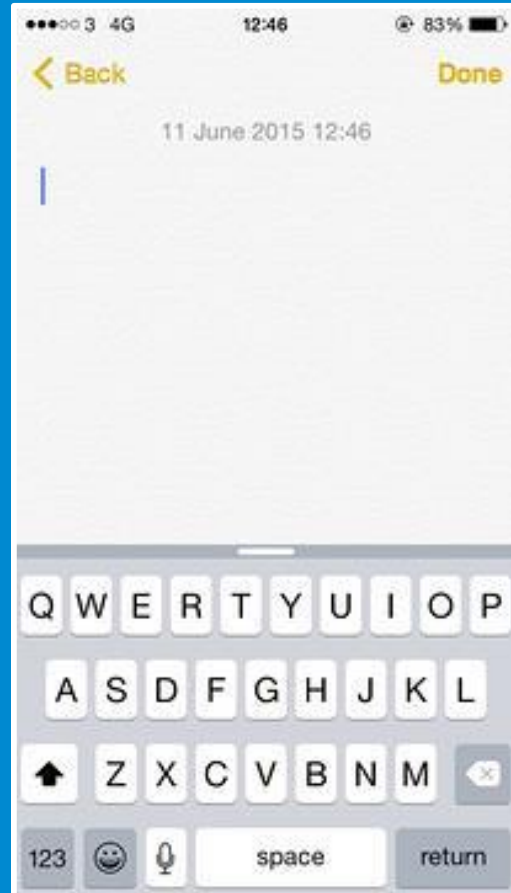 3 4G 12:46 83%
Back Done
11 June 2015 12:46
Q W E R T Y U I O P
A S D F G H J K L
Z X C V B N M
123 space return